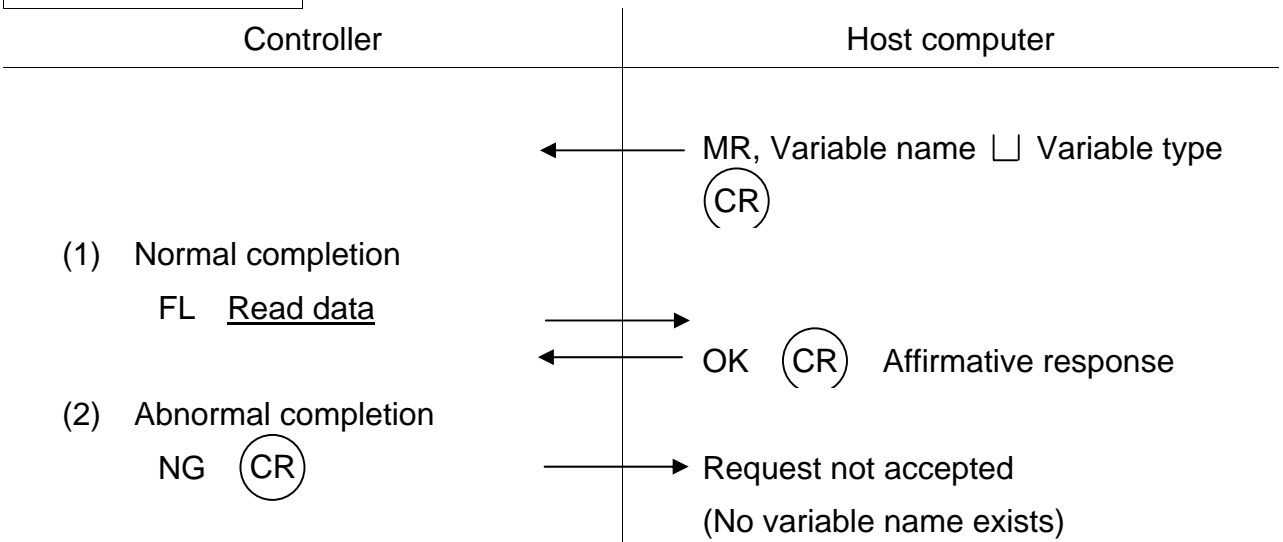 Controller Host computer
MR, Variable name ⊔ Variable type
CR
(1) Normal completion
FL Read data
OK CR Affirmative response
(2) Abnormal completion
NG CR Request not accepted
(No variable name exists)